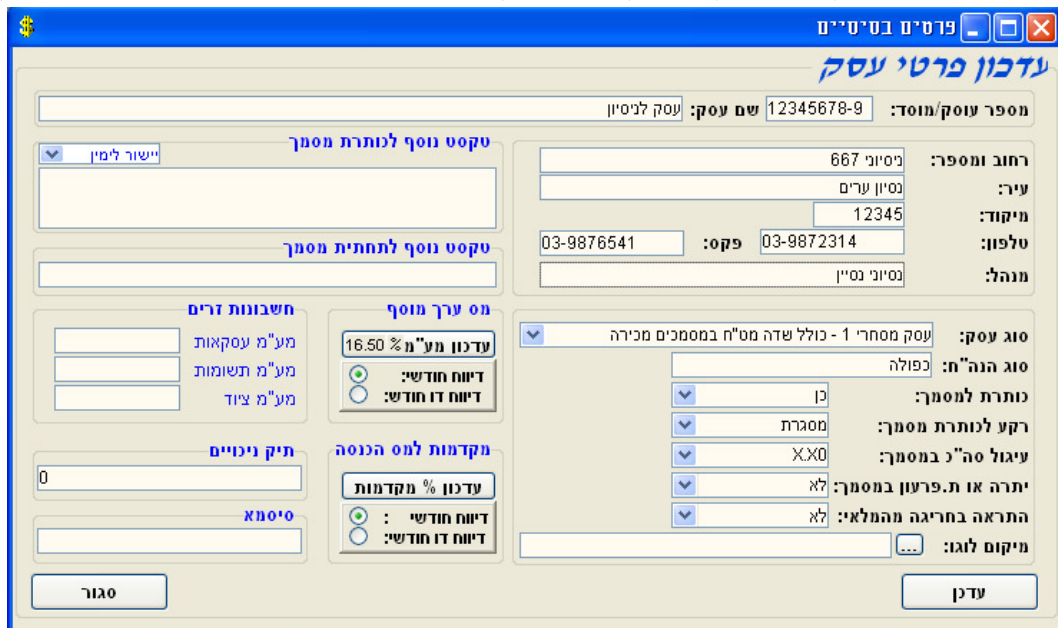 פרטים בסיסיים
עדכון פרטי עסק
מספר עוסק/מוסד: 12345678-9 שם עסק: עסק לניסיון
רחוב ומספר: ניסיוני 667
עיר: נסיון ערים
מיקוד: 12345
טלפון: 03-9872314 פקס: 03-9876541
מנהל: נסיוני נסיין
טקסט נוסף לכותרת מסמך
יישור לימין
טקסט נוסף לתחתית מסמך
סוג עסק: עסק מסחרי 1 - כולל שדה מט"ח במסמכים מכירה
סוג הנה"ח: כפולה
כותרת למסמך: כן
רקע לכותרת מסמך: מסגרת
עיגול סה"כ במסמך: X.X0
יתרה או ת.פרעון במסמך: לא
התראה בחריגה מהמלאי: לא
מיקום לוגו: ...
מס ערך מוסף
עדכון מע"מ % 16.50
דיווח חודשי:
דיווח דו חודשי:
מקדמות למס הכנסה
עדכון % מקדמות
דיווח חודשי :
דיווח דו חודשי:
חשבונות זרים
מע"מ עסקאות
מע"מ תשומות
מע"מ ציוד
תיק ניכויים
0
סיסמא
עדכן
סגור